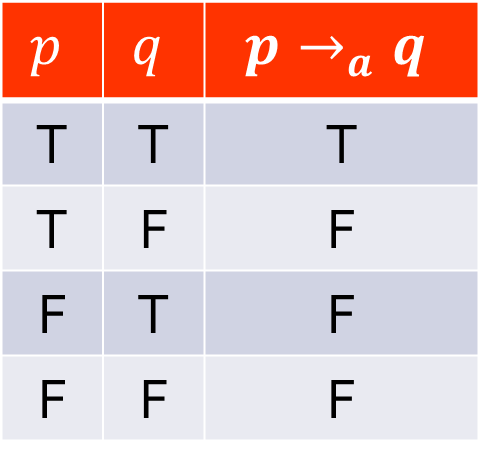 p q p →ₐ q
T T T
T F F
F T F
F F F